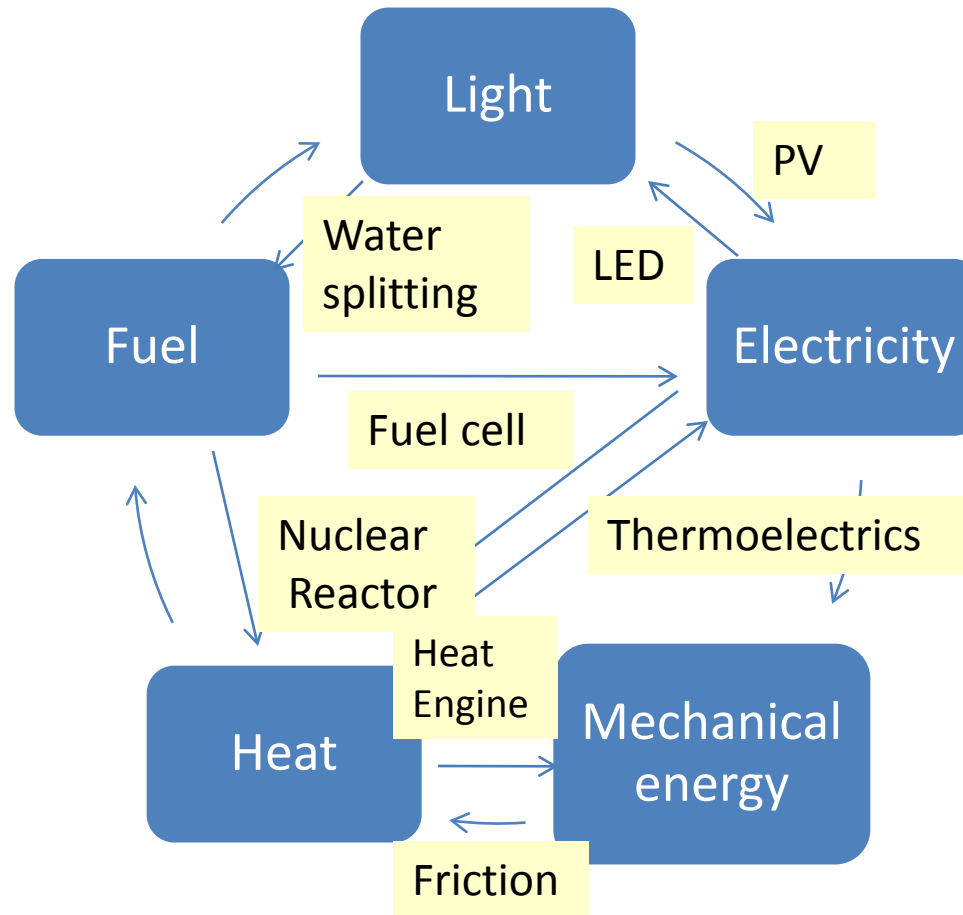 Light
PV
Water
splitting
LED
Fuel
Electricity
Fuel cell
Nuclear
Reactor
Thermoelectrics
Heat
Engine
Heat
Mechanical
energy
Friction